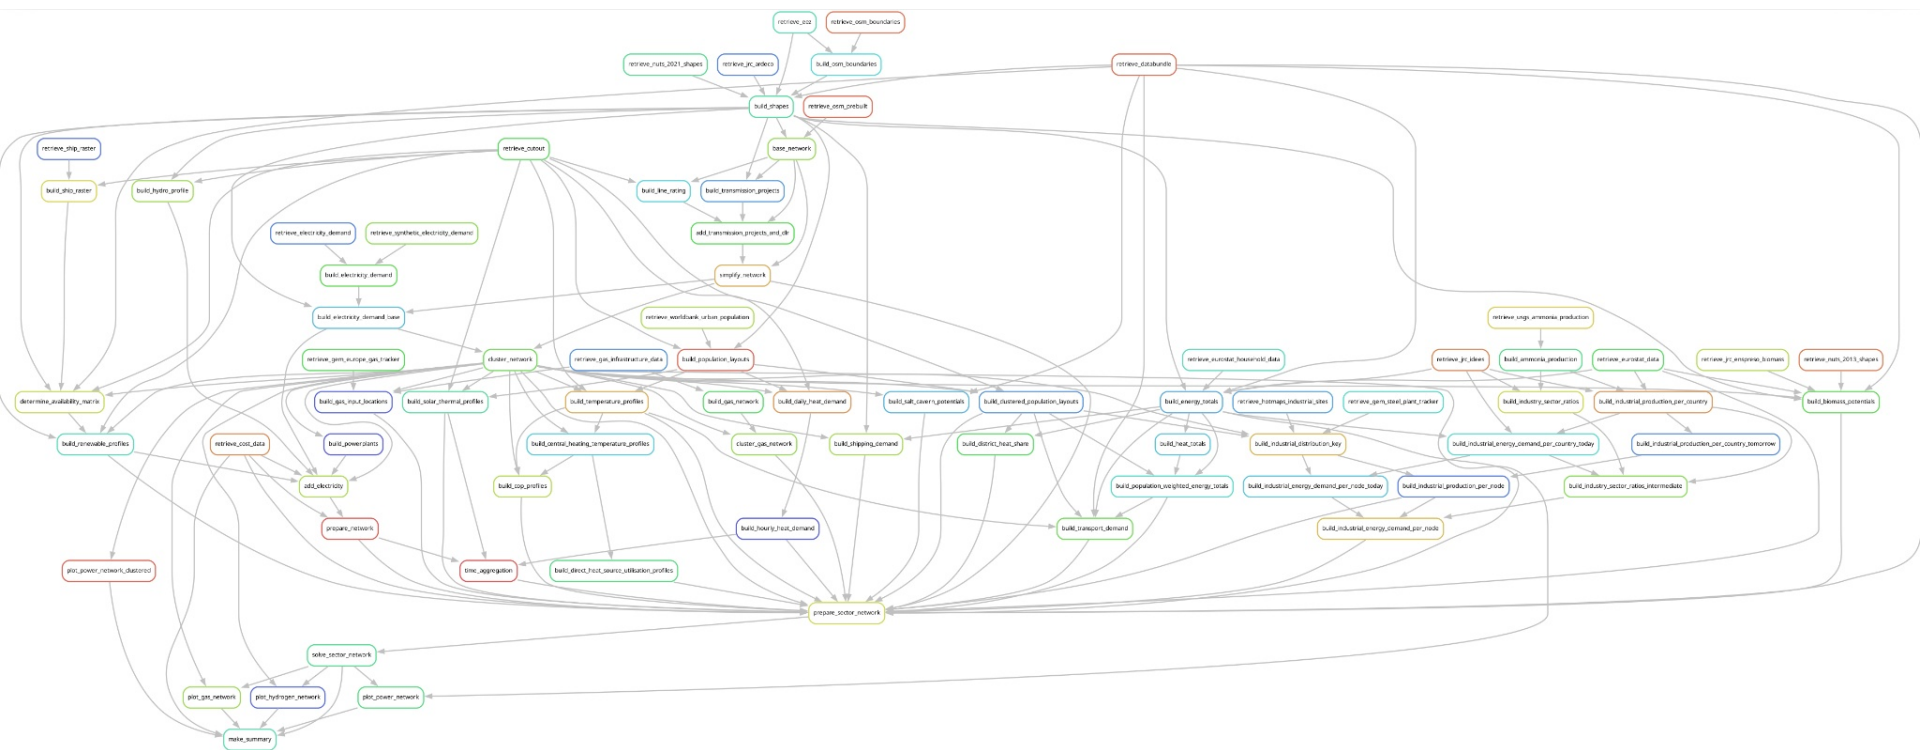 retrieve_eez
retrieve_osm_boundaries
retrieve_nuts_2021_shapes
retrieve_jrc_ardeco
build_osm_boundaries
retrieve_databundle
build_shapes
retrieve_osm_prebuilt
retrieve_ship_raster
retrieve_cutout
base_network
build_ship_raster
build_hydro_profile
build_line_rating
build_transmission_projects
retrieve_electricity_demand
retrieve_synthetic_electricity_demand
add_transmission_projects_and_dlr
build_electricity_demand
simplify_network
build_electricity_demand_base
retrieve_worldbank_urban_population
retrieve_usgs_ammonia_production
retrieve_gem_europe_gas_tracker
cluster_network
retrieve_gas_infrastructure_data
build_population_layouts
retrieve_eurostat_household_data
retrieve_jrc_idees
build_ammonia_production
retrieve_eurostat_data
retrieve_jrc_enspreso_biomass
retrieve_nuts_2013_shapes
determine_availability_matrix
build_gas_input_locations
build_solar_thermal_profiles
build_temperature_profiles
build_gas_network
build_daily_heat_demand
build_salt_cavern_potentials
build_clustered_population_layouts
build_energy_totals
retrieve_hotmaps_industrial_sites
retrieve_gem_steel_plant_tracker
build_industry_sector_ratios
build_industrial_production_per_country
build_biomass_potentials
build_renewable_profiles
retrieve_cost_data
build_powerplants
build_central_heating_temperature_profiles
cluster_gas_network
build_shipping_demand
build_district_heat_share
build_heat_totals
build_industrial_distribution_key
build_industrial_energy_demand_per_country_today
build_industrial_production_per_country_tomorrow
add_electricity
build_cop_profiles
build_population_weighted_energy_totals
build_industrial_energy_demand_per_node_today
build_industrial_production_per_node
build_industry_sector_ratios_intermediate
prepare_network
build_hourly_heat_demand
build_transport_demand
build_industrial_energy_demand_per_node
plot_power_network_clustered
time_aggregation
build_direct_heat_source_utilisation_profiles
prepare_sector_network
solve_sector_network
plot_gas_network
plot_hydrogen_network
plot_power_network
make_summary